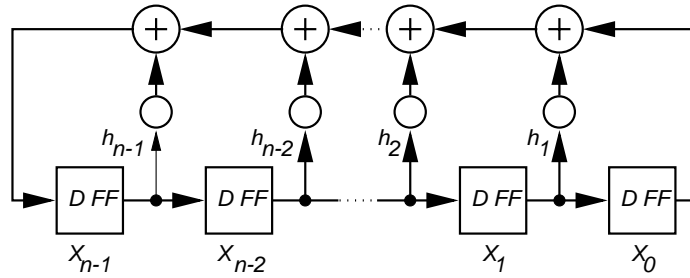 + + + +
h_{n-1} h_{n-2} h_2 h_1
D FF D FF D FF D FF
X_{n-1} X_{n-2} X_1 X_0